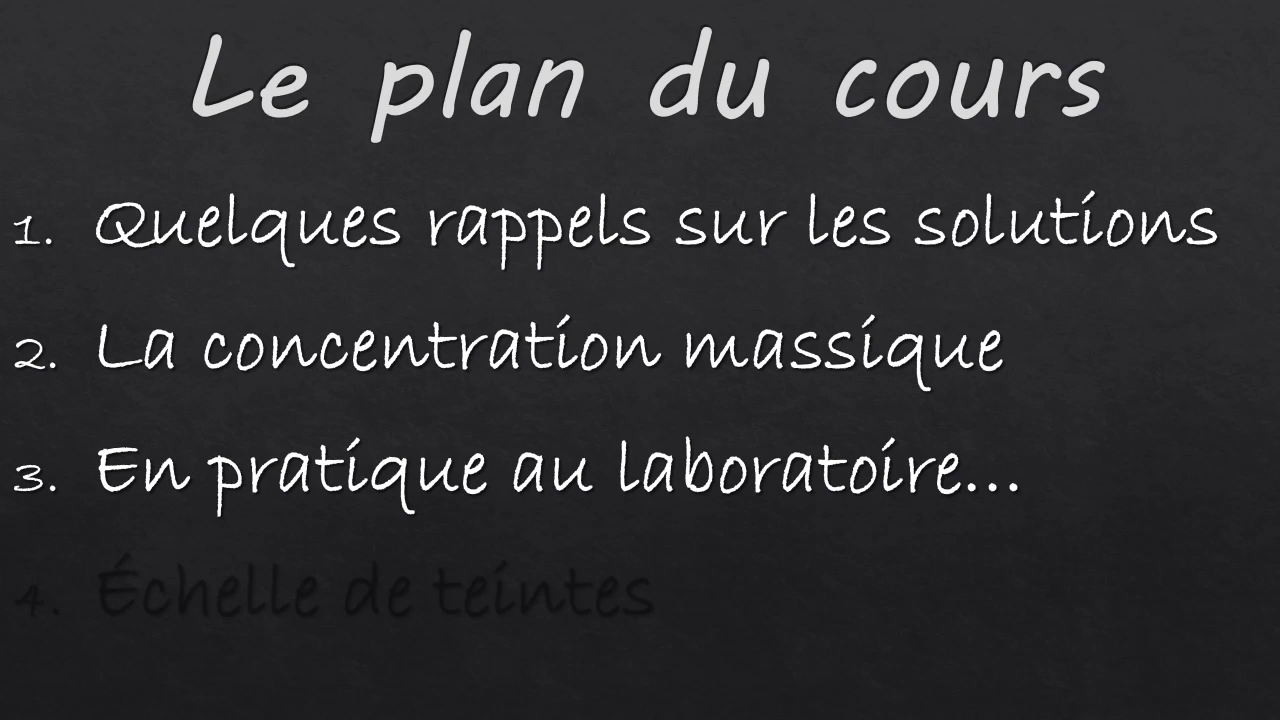 Le plan du cours
1. Quelques rappels sur les solutions
2. La concentration massique
3. En pratique au laboratoire...
4. Échelle de teintes